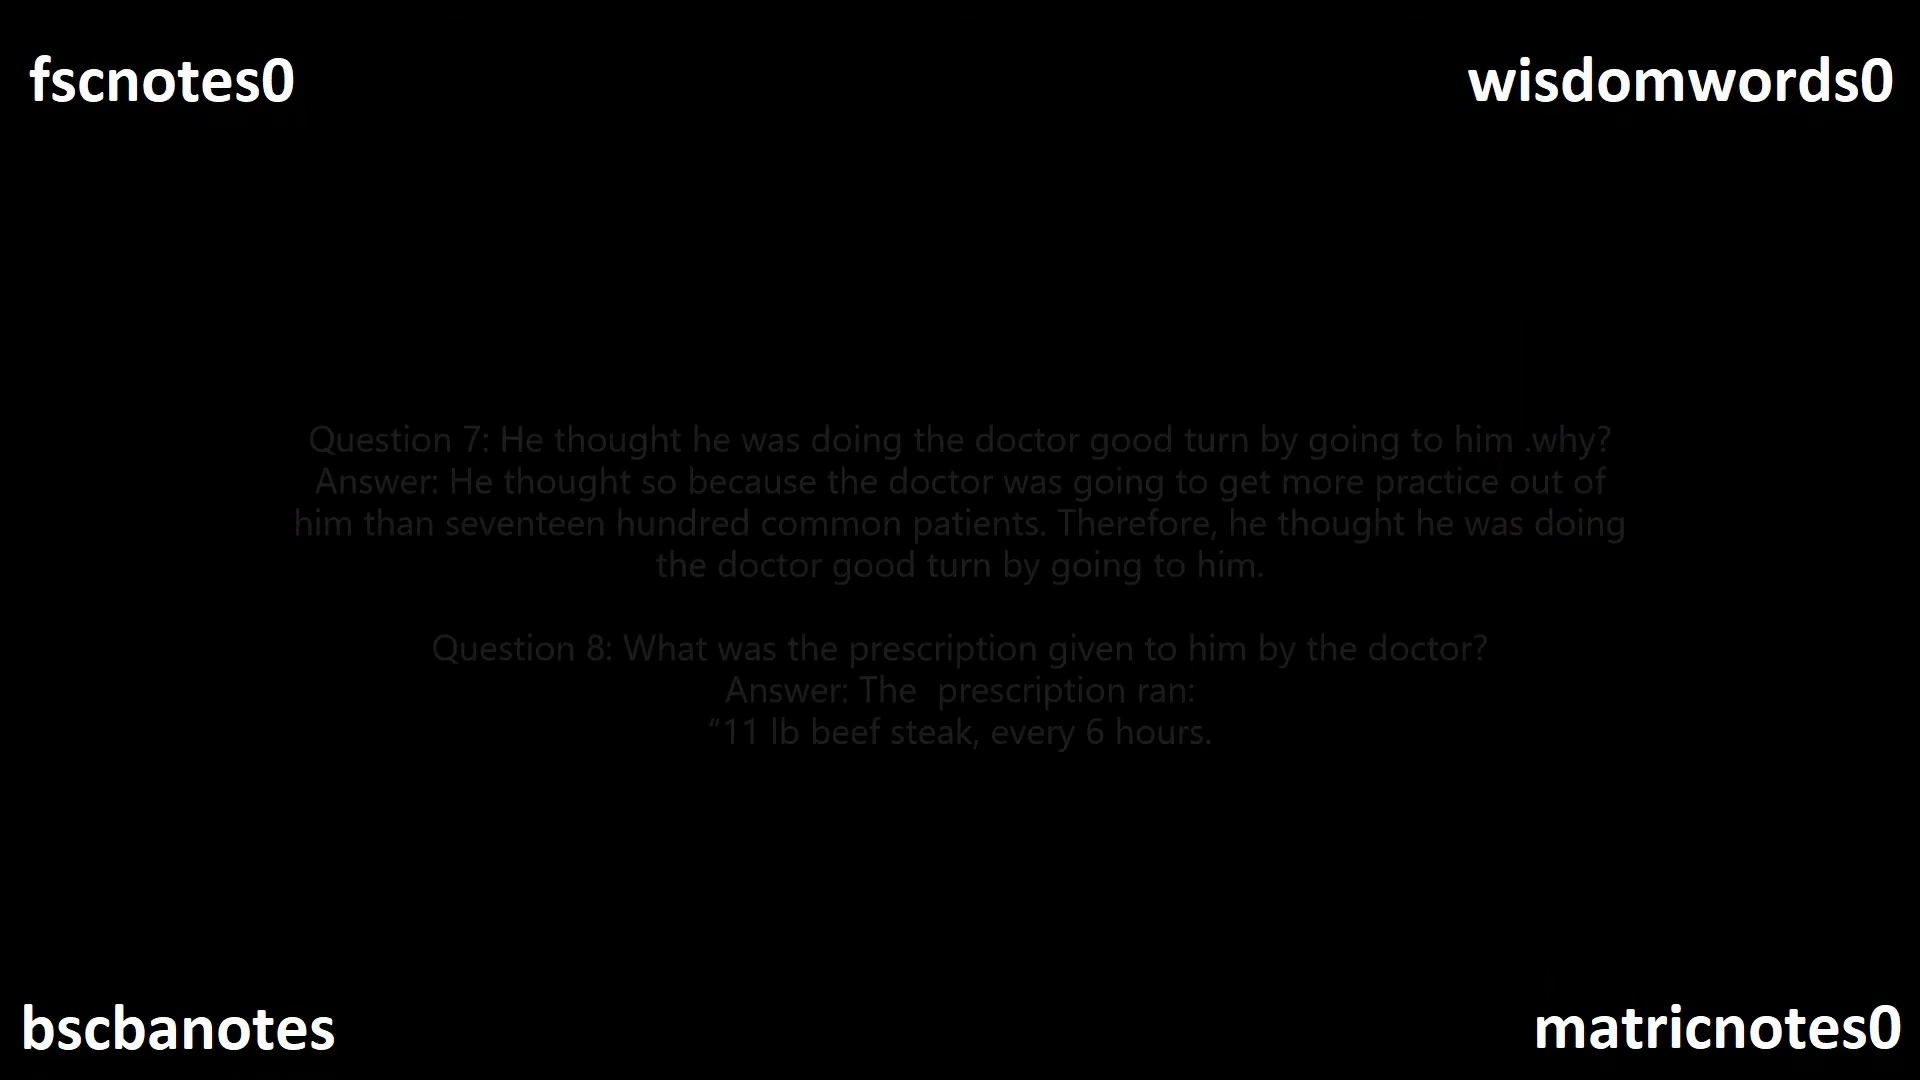 fscnotes0
wisdomwords0
Question 7: He thought he was doing the doctor good turn by going to him .why?
Answer: He thought so because the doctor was going to get more practice out of
him than seventeen hundred common patients. Therefore, he thought he was doing
the doctor good turn by going to him.
Question 8: What was the prescription given to him by the doctor?
Answer: The  prescription ran:
“11 lb beef steak, every 6 hours.
bscbanotes
matricnotes0